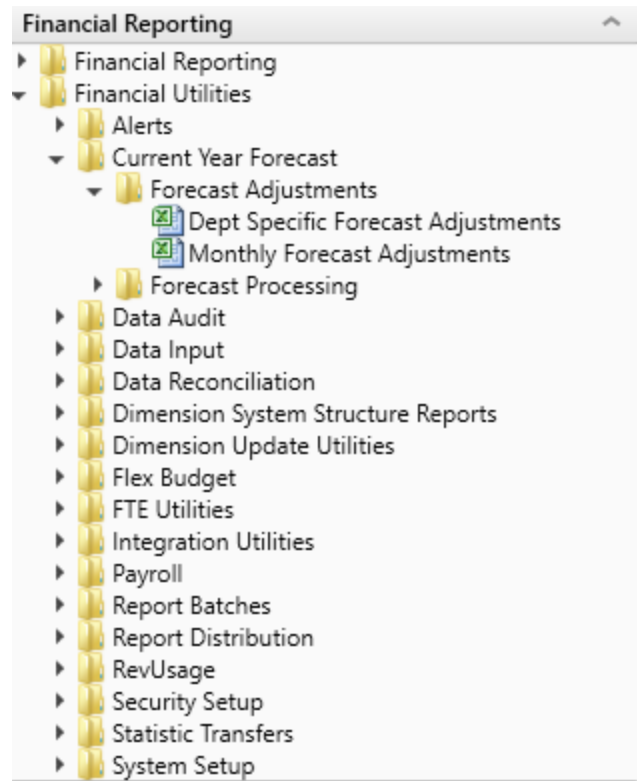 Financial Reporting
Financial Reporting
Financial Utilities
Alerts
Current Year Forecast
Forecast Adjustments
Dept Specific Forecast Adjustments
Monthly Forecast Adjustments
Forecast Processing
Data Audit
Data Input
Data Reconciliation
Dimension System Structure Reports
Dimension Update Utilities
Flex Budget
FTE Utilities
Integration Utilities
Payroll
Report Batches
Report Distribution
RevUsage
Security Setup
Statistic Transfers
System Setup